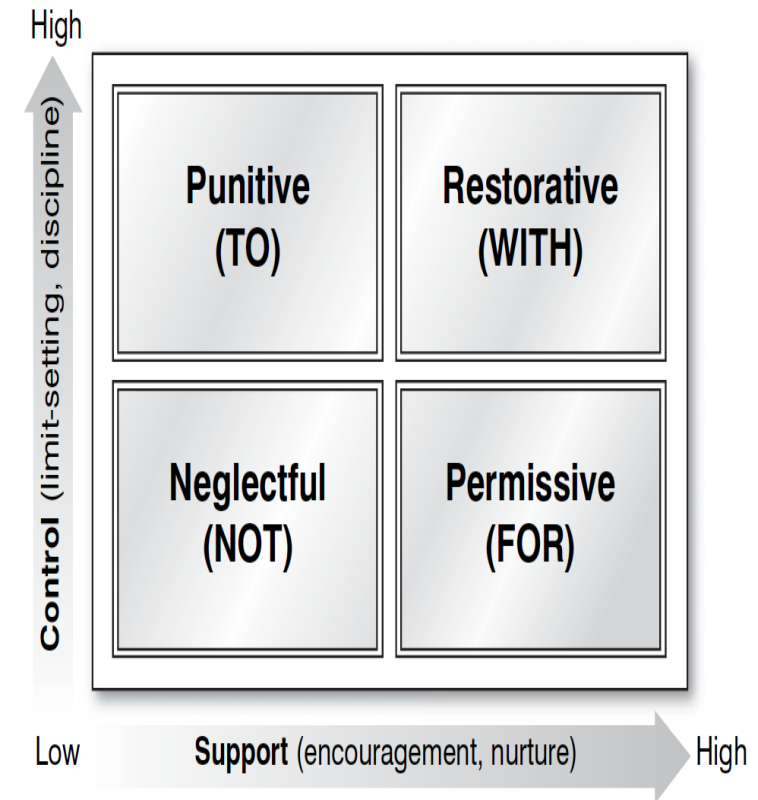 High
Control (limit-setting, discipline)
Punitive
(TO)
Restorative
(WITH)
Neglectful
(NOT)
Permissive
(FOR)
Low
Support (encouragement, nurture)
High